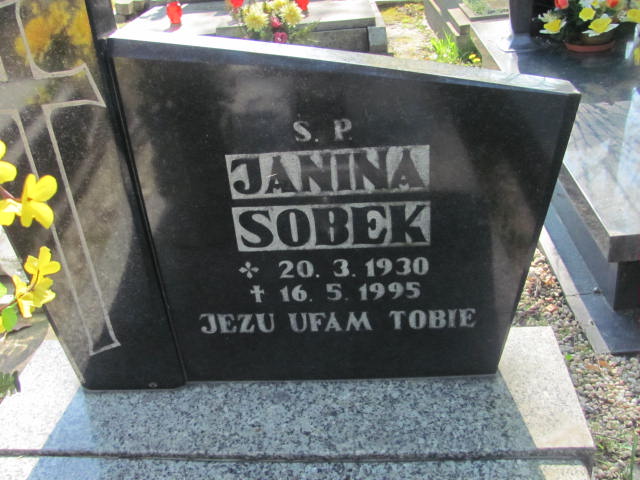 S. P.
JANINA
SOBEK
* 20. 3. 1930
† 16. 5. 1995
JEZU UFAM TOBIE